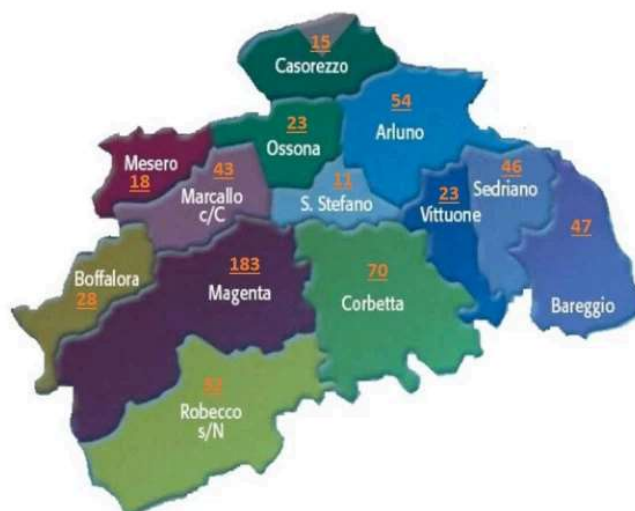 15
Casorezzo
54
Arluno
23
Ossona
Mesero
18
43
Marcallo
c/C
11
S. Stefano
23
Vittuone
46
Sedriano
47
Bareggio
Boffalora
28
183
Magenta
70
Corbetta
Robecco
s/N